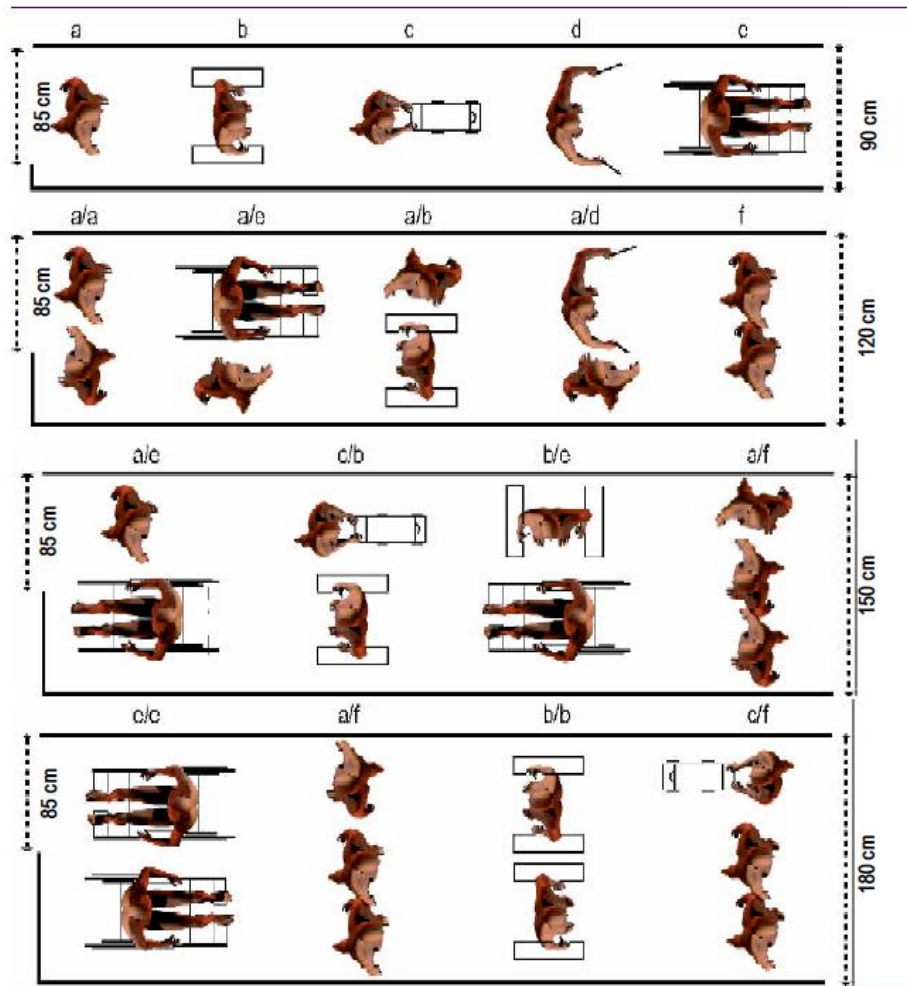 a b c d e
85 cm
90 cm
a/a a/e a/b a/d f
85 cm
120 cm
a/e c/b b/e a/f
85 cm
150 cm
e/e a/f b/b c/f
85 cm
180 cm